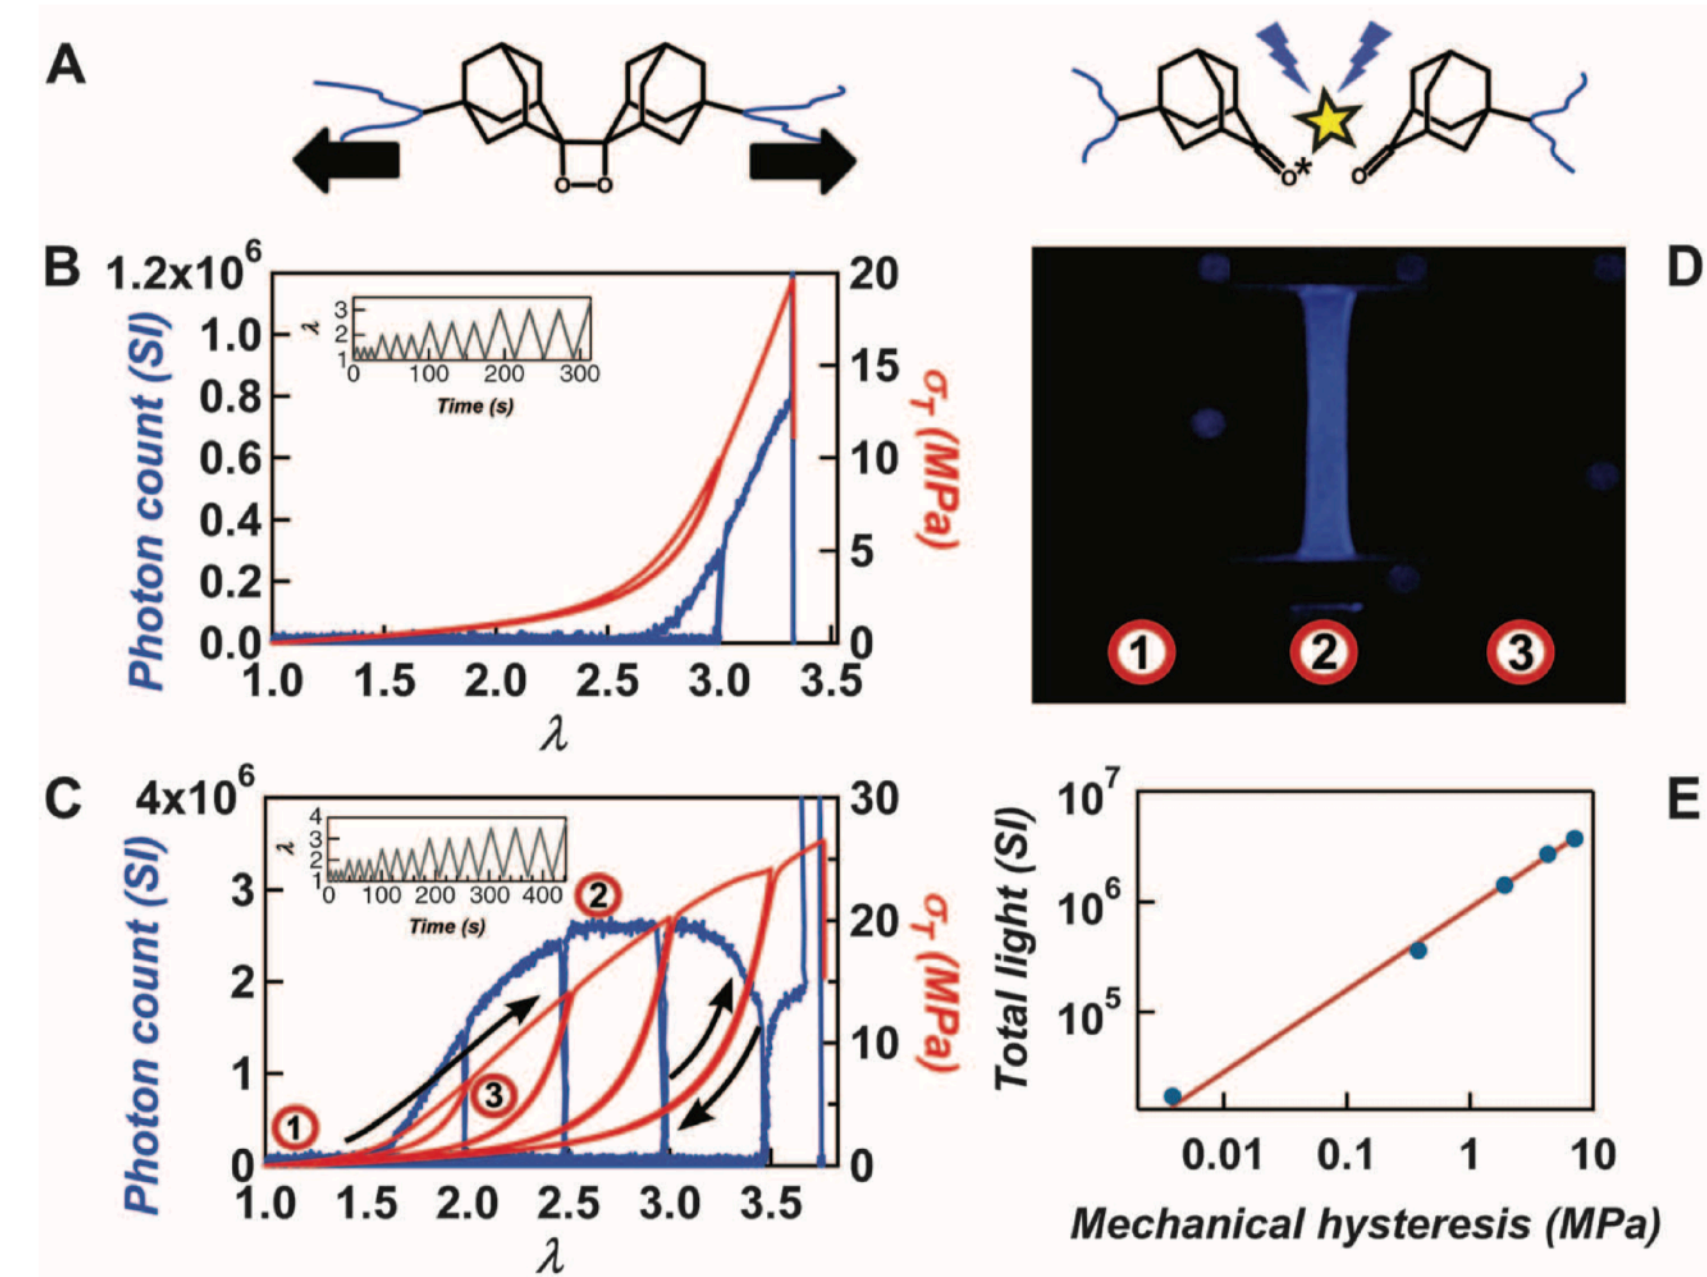 A
O—O
O*
O
B
1.2x10^6
1.0
0.8
0.6
0.4
0.2
0.0
Photon count (SI)
20
15
10
5
0
σT (MPa)
1.0 1.5 2.0 2.5 3.0 3.5
λ
3
2
1
λ
0 100 200 300
Time (s)
D
1 2 3
C
4x10^6
3
2
1
0
Photon count (SI)
30
20
10
0
σT (MPa)
1.0 1.5 2.0 2.5 3.0 3.5
λ
4
3
2
1
λ
0 100 200 300 400
Time (s)
2
3
1
E
10^7
10^6
10^5
Total light (SI)
0.01 0.1 1 10
Mechanical hysteresis (MPa)